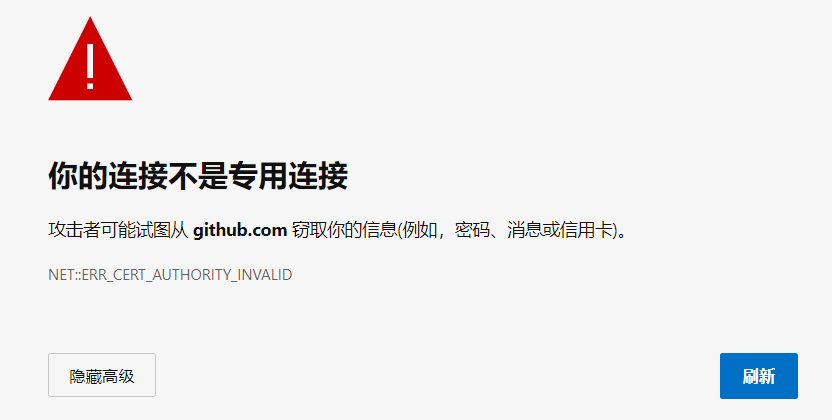 你的连接不是专用连接
攻击者可能试图从 github.com 窃取你的信息(例如，密码、消息或信用卡)。
NET::ERR_CERT_AUTHORITY_INVALID
隐藏高级
刷新